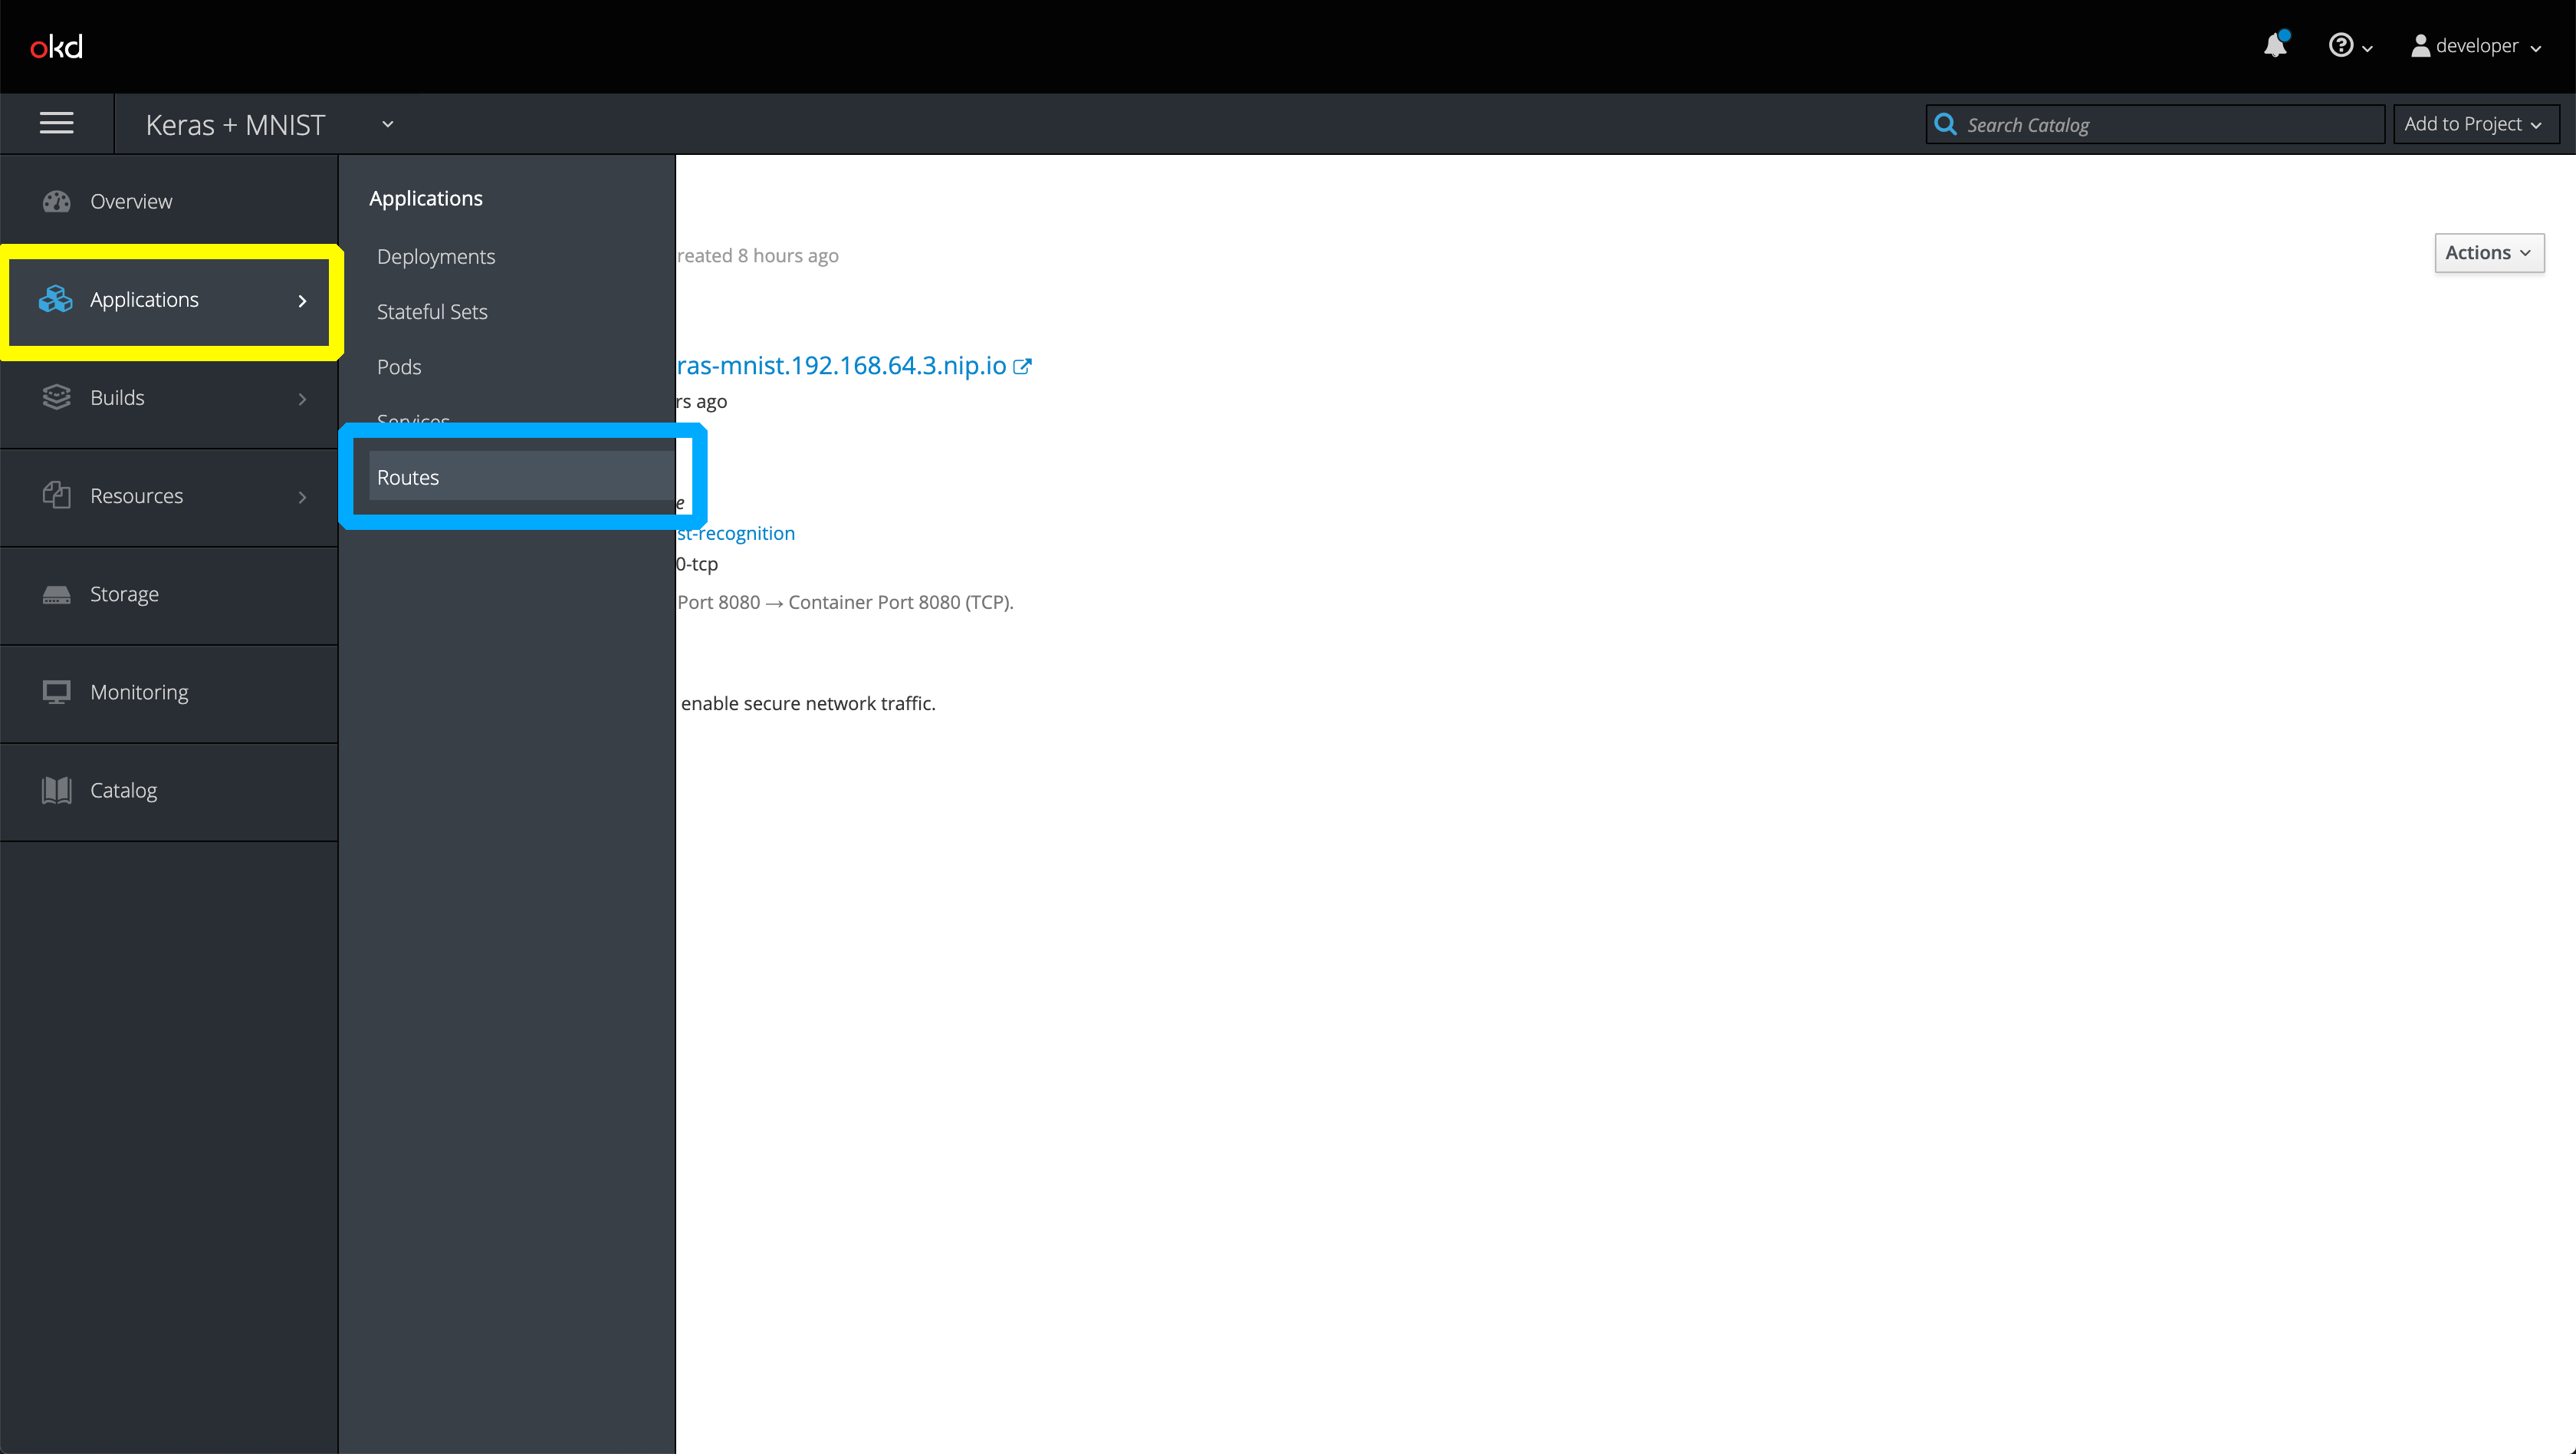 okd
developer
Keras + MNIST
Search Catalog
Add to Project
Overview
Applications
Builds
Resources
Storage
Monitoring
Catalog
Applications
Deployments
Stateful Sets
Pods
Services
Routes
reated 8 hours ago
Actions
ras-mnist.192.168.64.3.nip.io
rs ago
e
st-recognition
0-tcp
Port 8080 → Container Port 8080 (TCP).
enable secure network traffic.